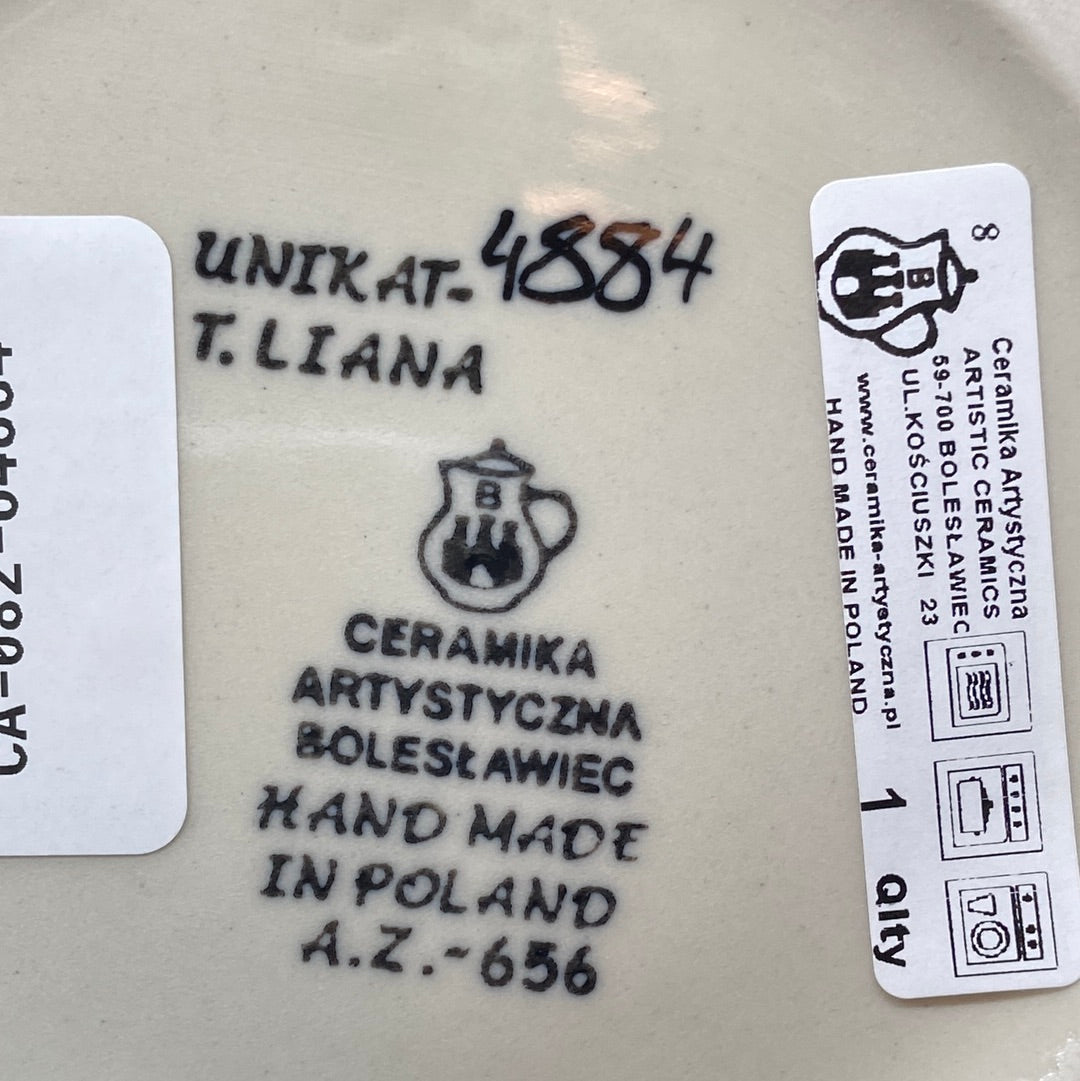 UNIKAT-4884
T. LIANA
B
CERAMIKA
ARTYSTYCZNA
BOLESŁAWIEC
HAND MADE
IN POLAND
A.Z.-656
8
B
Ceramika Artystyczna
ARTISTIC CERAMICS
59-700 BOLESŁAWIEC
UL.KOŚCIUSZKI 23
www.ceramika-artystyczna.pl
HAND MADE IN POLAND
1 Qlty